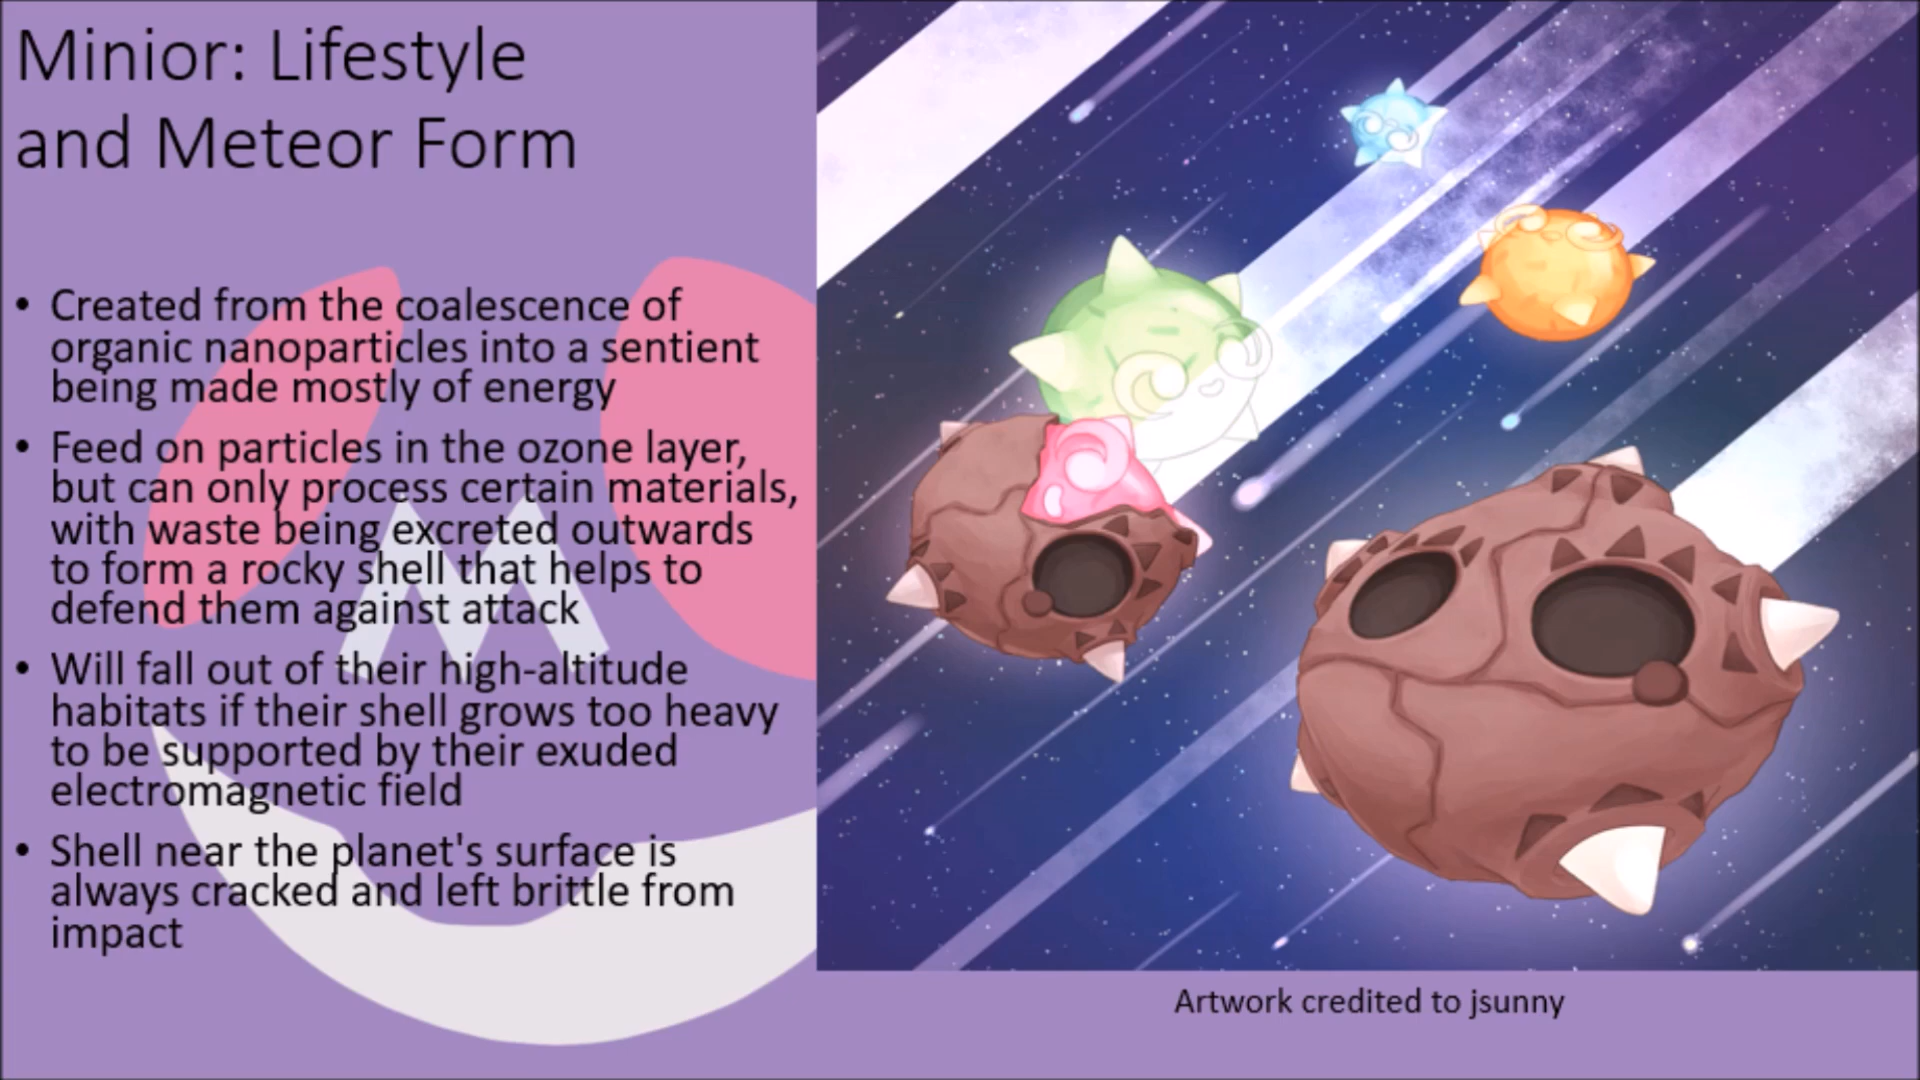 Minior: Lifestyle
and Meteor Form
• Created from the coalescence of
organic nanoparticles into a sentient
being made mostly of energy
• Feed on particles in the ozone layer,
but can only process certain materials,
with waste being excreted outwards
to form a rocky shell that helps to
defend them against attack
• Will fall out of their high-altitude
habitats if their shell grows too heavy
to be supported by their exuded
electromagnetic field
• Shell near the planet's surface is
always cracked and left brittle from
impact
Artwork credited to jsunny